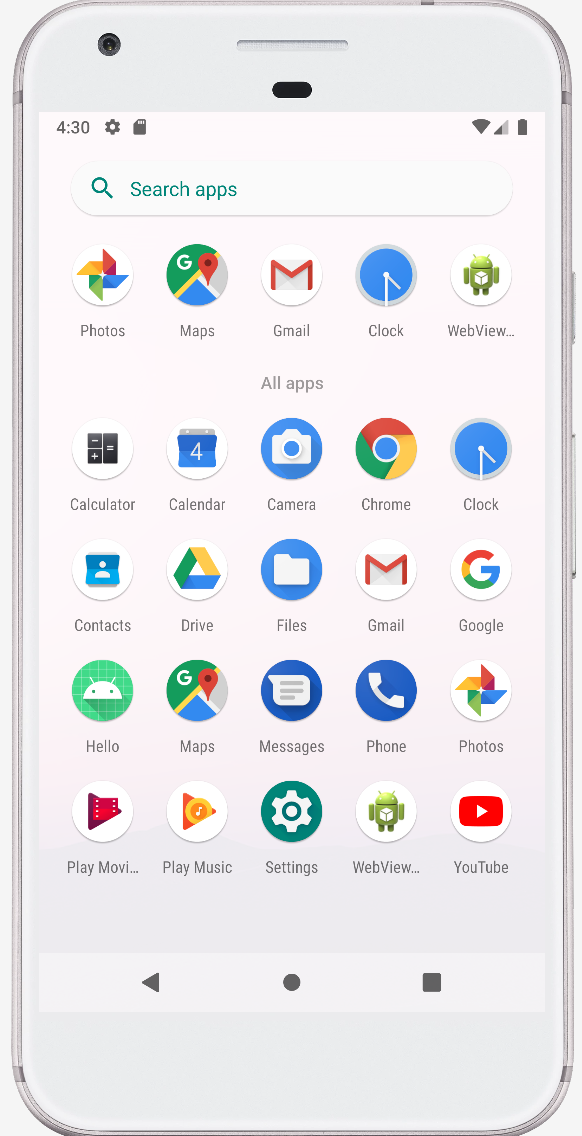 4:30
Search apps
Photos Maps Gmail Clock WebView…
All apps
Calculator Calendar Camera Chrome Clock
4
Contacts Drive Files Gmail Google
Hello Maps Messages Phone Photos
Play Movi… Play Music Settings WebView… YouTube